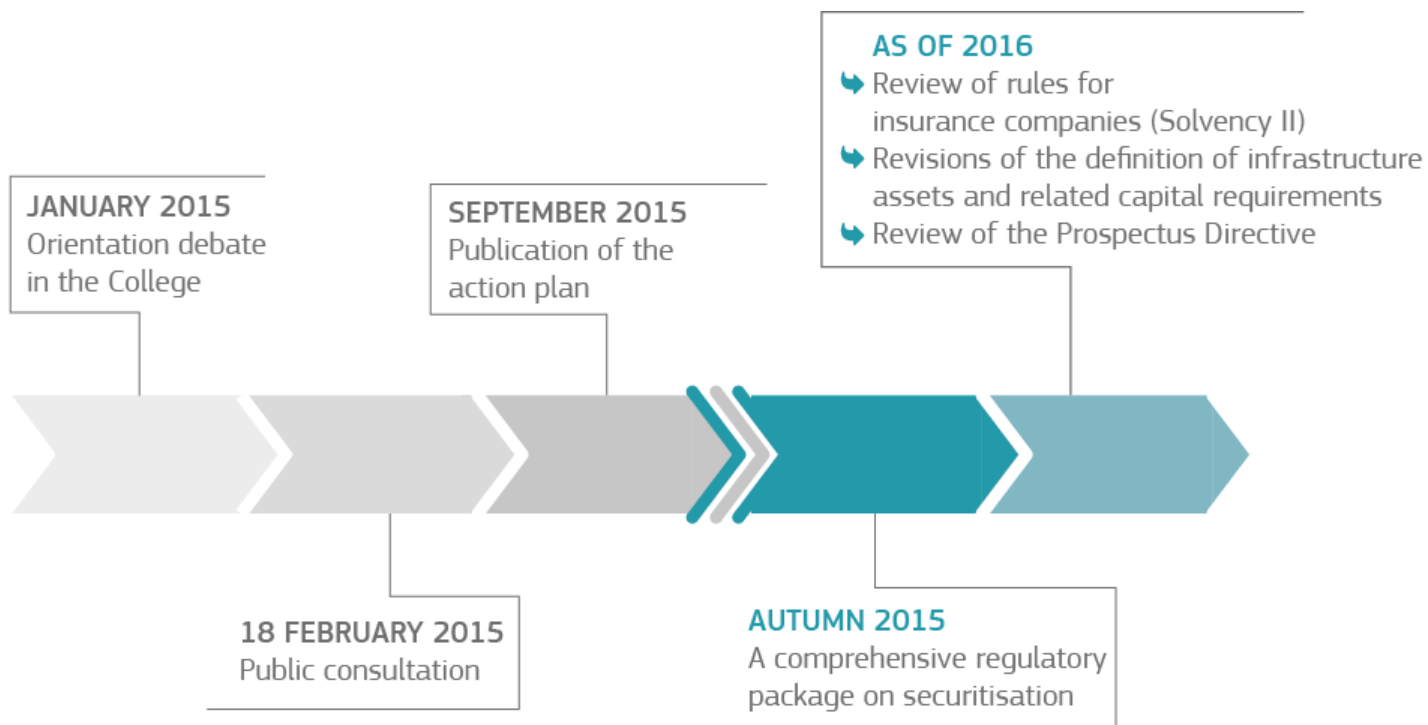 JANUARY 2015
Orientation debate
in the College
18 FEBRUARY 2015
Public consultation
SEPTEMBER 2015
Publication of the
action plan
AUTUMN 2015
A comprehensive regulatory
package on securitisation
AS OF 2016
Review of rules for
insurance companies (Solvency II)
Revisions of the definition of infrastructure
assets and related capital requirements
Review of the Prospectus Directive